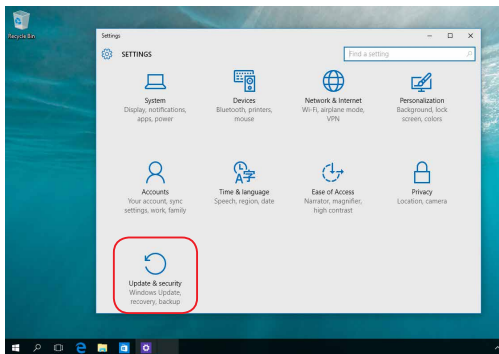 Recycle Bin
Settings
SETTINGS
Find a setting
System
Display, notifications,
apps, power
Devices
Bluetooth, printers,
mouse
Network & Internet
Wi-Fi, airplane mode,
VPN
Personalization
Background, lock
screen, colors
Accounts
Your account, sync
settings, work, family
Time & language
Speech, region, date
Ease of Access
Narrator, magnifier,
high contrast
Privacy
Location, camera
Update & security
Windows Update,
recovery, backup